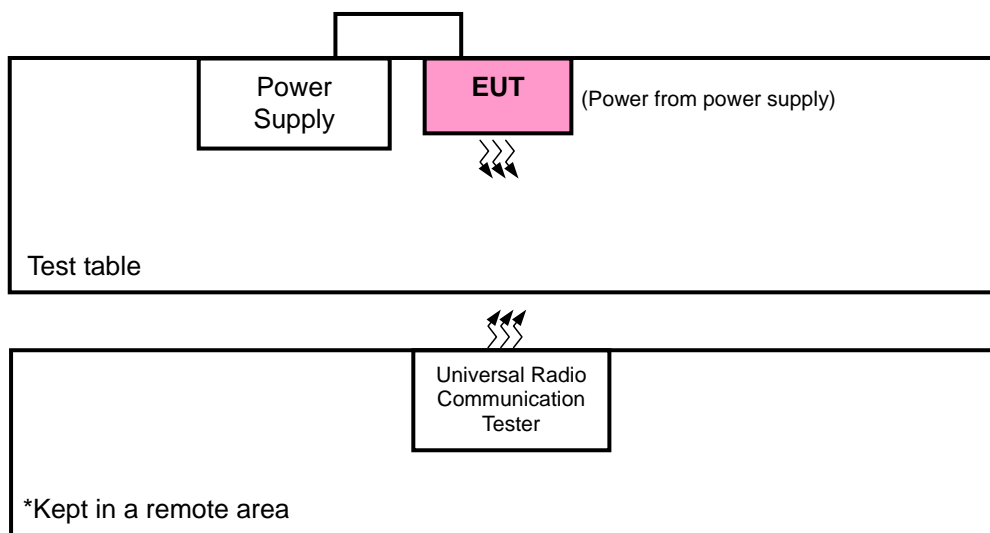 Power
Supply
EUT
(Power from power supply)
Test table
Universal Radio
Communication
Tester
*Kept in a remote area